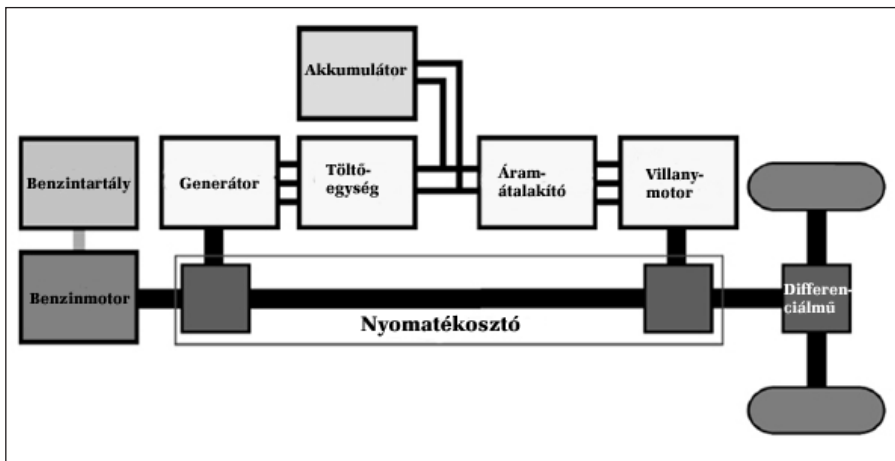 Akkumulátor
Benzintartály
Generátor
Töltő-
egység
Áram-
átalakító
Villany-
motor
Benzinmotor
Differen-
ciálmű
Nyomatékosztó